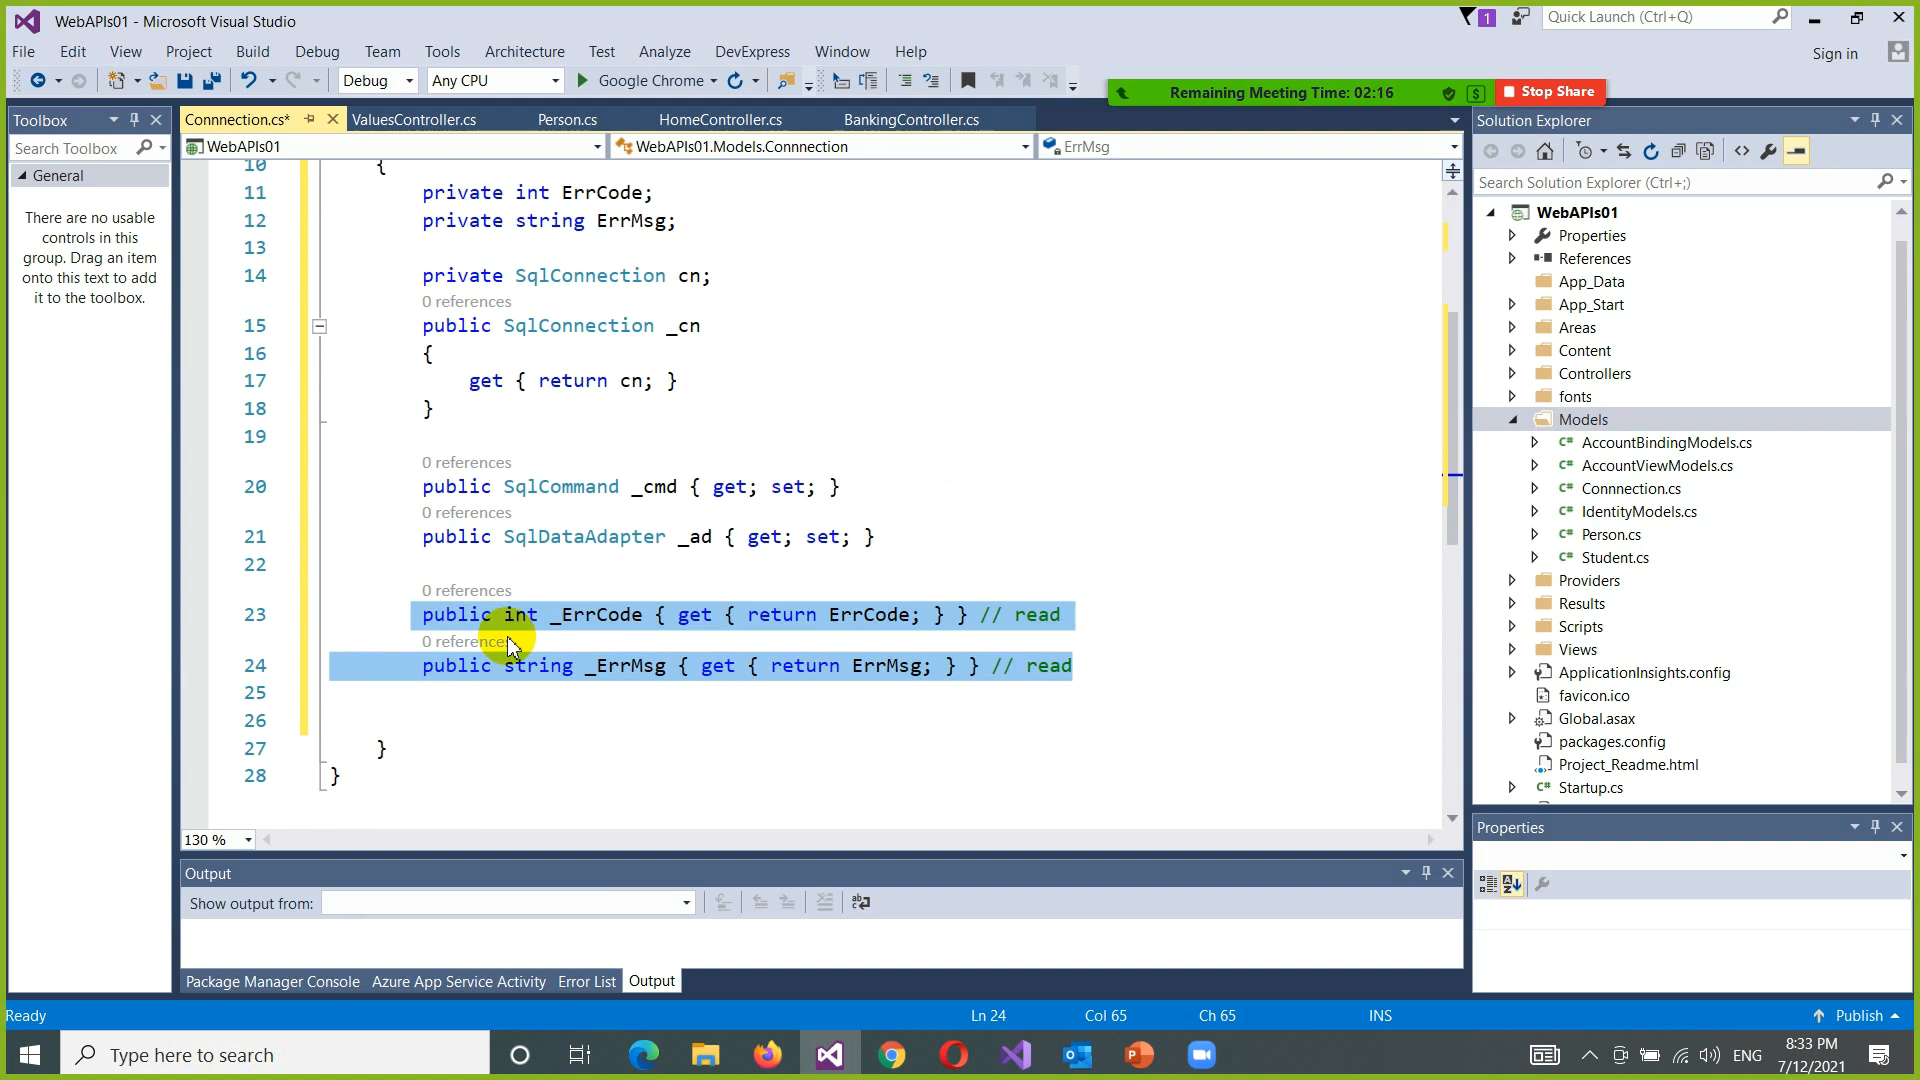 WebAPIs01 - Microsoft Visual Studio
1
Quick Launch (Ctrl+Q)
File Edit View Project Build Debug Team Tools Architecture Test Analyze DevExpress Window Help
Sign in
Debug Any CPU Google Chrome
Remaining Meeting Time: 02:16 $ Stop Share
Toolbox
Search Toolbox
General
There are no usable
controls in this
group. Drag an item
onto this text to add
it to the toolbox.
Connnection.cs* ValuesController.cs Person.cs HomeController.cs BankingController.cs
WebAPIs01 WebAPIs01.Models.Connnection ErrMsg
10 {
11 private int ErrCode;
12 private string ErrMsg;
13
14 private SqlConnection cn;
0 references
15 public SqlConnection _cn
16 {
17 get { return cn; }
18 }
19
0 references
20 public SqlCommand _cmd { get; set; }
0 references
21 public SqlDataAdapter _ad { get; set; }
22
0 references
23 public int _ErrCode { get { return ErrCode; } } // read
0 references
24 public string _ErrMsg { get { return ErrMsg; } } // read
25
26
27 }
28 }
130 %
Output
Show output from:
Package Manager Console Azure App Service Activity Error List Output
Solution Explorer
Search Solution Explorer (Ctrl+;)
WebAPIs01
Properties
References
App_Data
App_Start
Areas
Content
Controllers
fonts
Models
C# AccountBindingModels.cs
C# AccountViewModels.cs
C# Connnection.cs
C# IdentityModels.cs
C# Person.cs
C# Student.cs
Providers
Results
Scripts
Views
ApplicationInsights.config
favicon.ico
Global.asax
packages.config
Project_Readme.html
C# Startup.cs
Properties
Ready Ln 24 Col 65 Ch 65 INS Publish
Type here to search
ENG
8:33 PM
7/12/2021